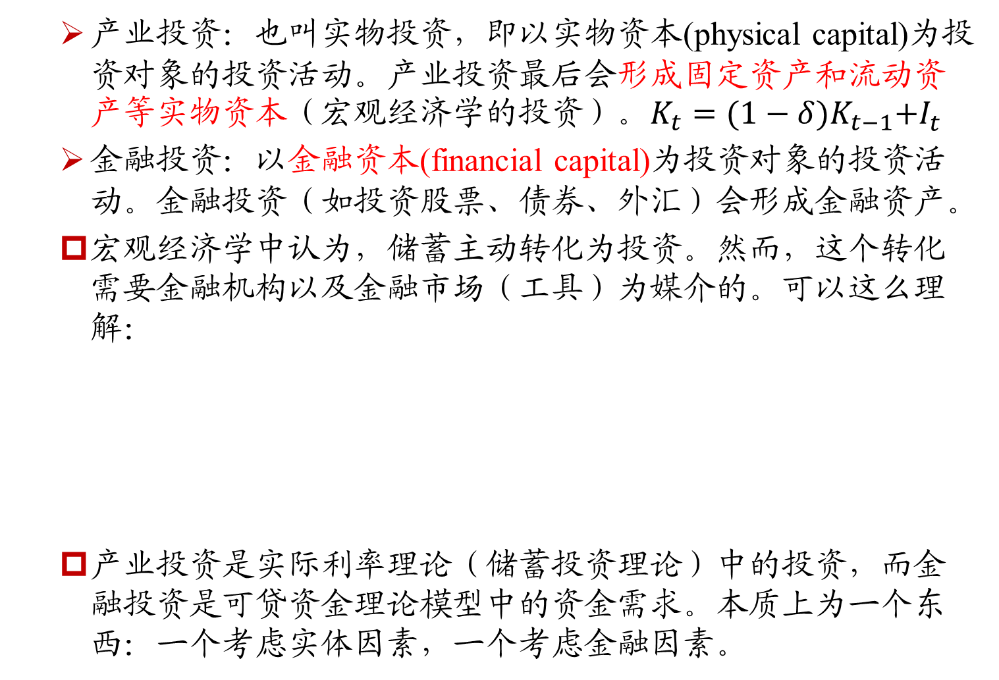 产业投资：也叫实物投资，即以实物资本(physical capital)为投
资对象的投资活动。产业投资最后会形成固定资产和流动资
产等实物资本（宏观经济学的投资）。K_t = (1 − δ)K_{t−1}+I_t
金融投资：以金融资本(financial capital)为投资对象的投资活
动。金融投资（如投资股票、债券、外汇）会形成金融资产。
宏观经济学中认为，储蓄主动转化为投资。然而，这个转化
需要金融机构以及金融市场（工具）为媒介的。可以这么理
解：
产业投资是实际利率理论（储蓄投资理论）中的投资，而金
融投资是可贷资金理论模型中的资金需求。本质上为一个东
西：一个考虑实体因素，一个考虑金融因素。